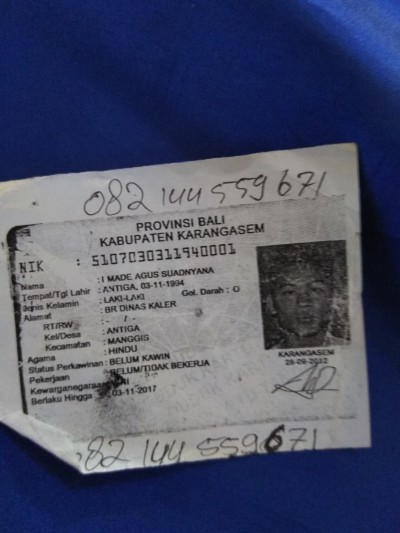 082 144 559 671
PROVINSI BALI
KABUPATEN KARANGASEM
NIK : 5107030311940001
Nama : I MADE AGUS SUADNYANA
Tempat/Tgl Lahir : ANTIGA, 03-11-1994
Jenis Kelamin : LAKI-LAKI Gol. Darah : O
Alamat : BR DINAS KALER
RT/RW : - / -
Kel/Desa : ANTIGA
Kecamatan : MANGGIS
Agama : HINDU
Status Perkawinan : BELUM KAWIN
Pekerjaan : BELUM/TIDAK BEKERJA
Kewarganegaraan
Berlaku Hingga : 03-11-2017
KARANGASEM
28-09-2012
082 144 559671